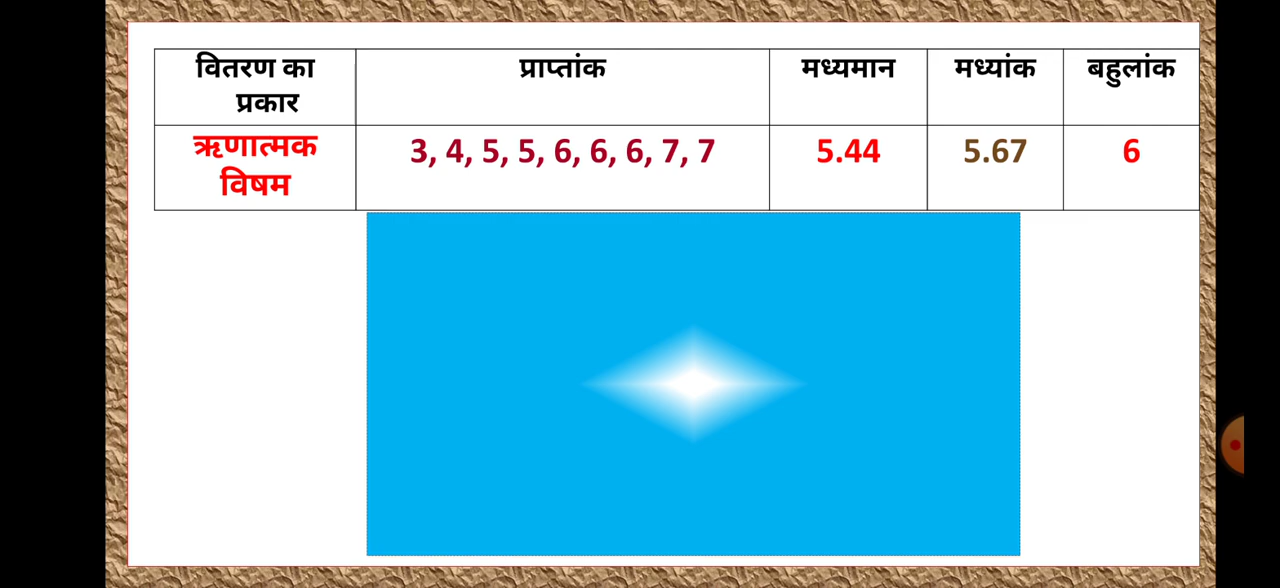 वितरण का प्रकार
प्राप्तांक
मध्यमान
मध्यांक
बहुलांक
ऋणात्मक विषम
3, 4, 5, 5, 6, 6, 6, 7, 7
5.44
5.67
6